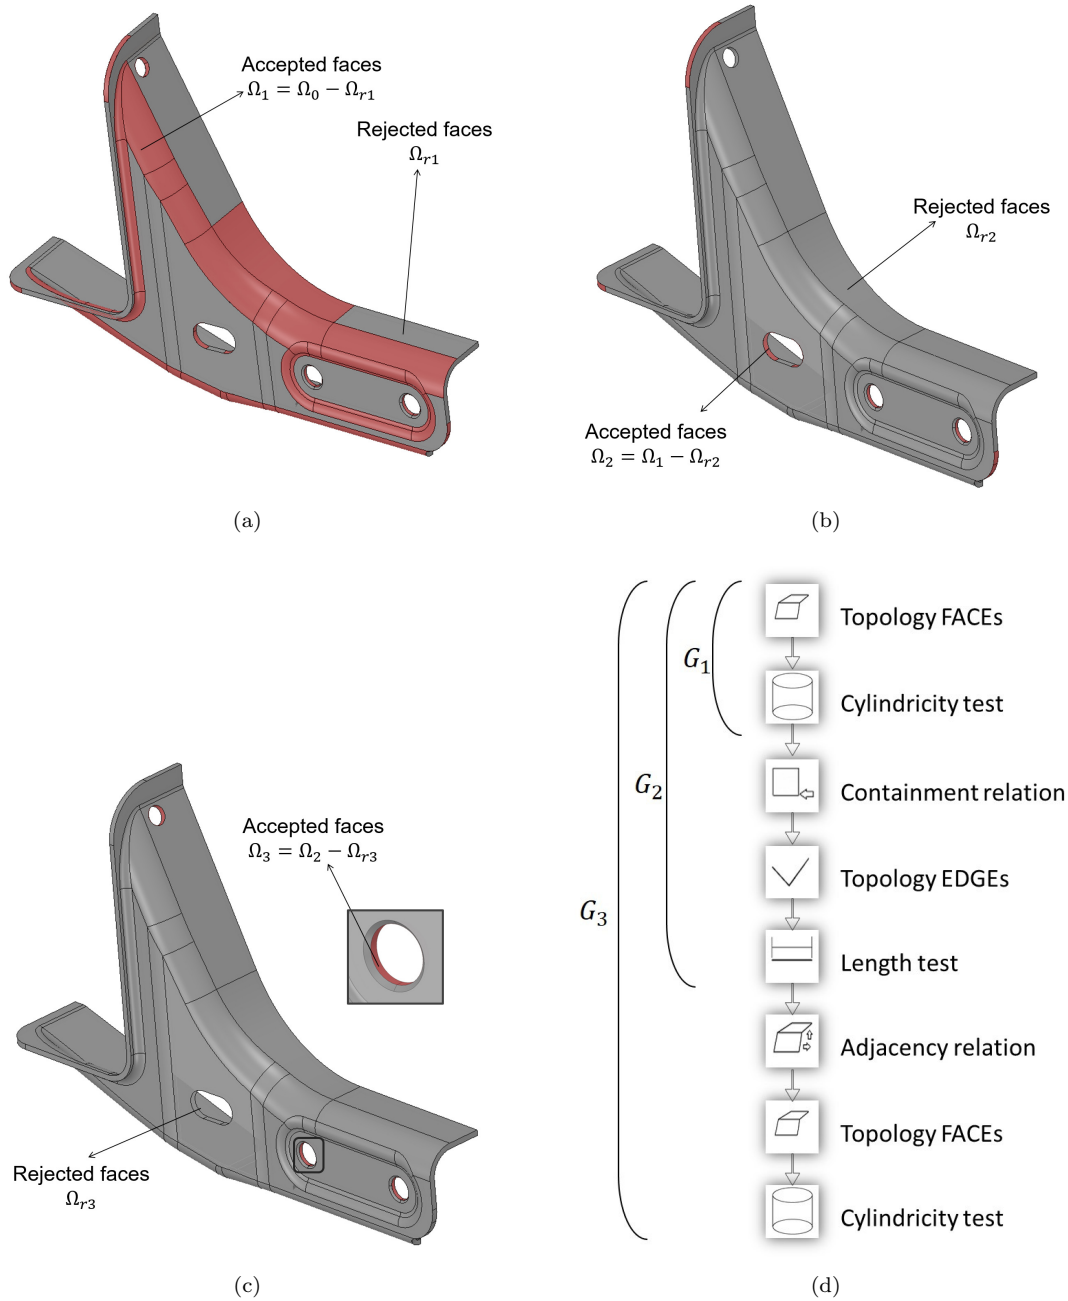 Accepted faces
Ω₁ = Ω₀ − Ωᵣ₁
Rejected faces
Ωᵣ₁
(a)
Rejected faces
Ωᵣ₂
Accepted faces
Ω₂ = Ω₁ − Ωᵣ₂
(b)
Accepted faces
Ω₃ = Ω₂ − Ωᵣ₃
Rejected faces
Ωᵣ₃
(c)
G₁
G₂
G₃
Topology FACEs
Cylindricity test
Containment relation
Topology EDGEs
Length test
Adjacency relation
Topology FACEs
Cylindricity test
(d)